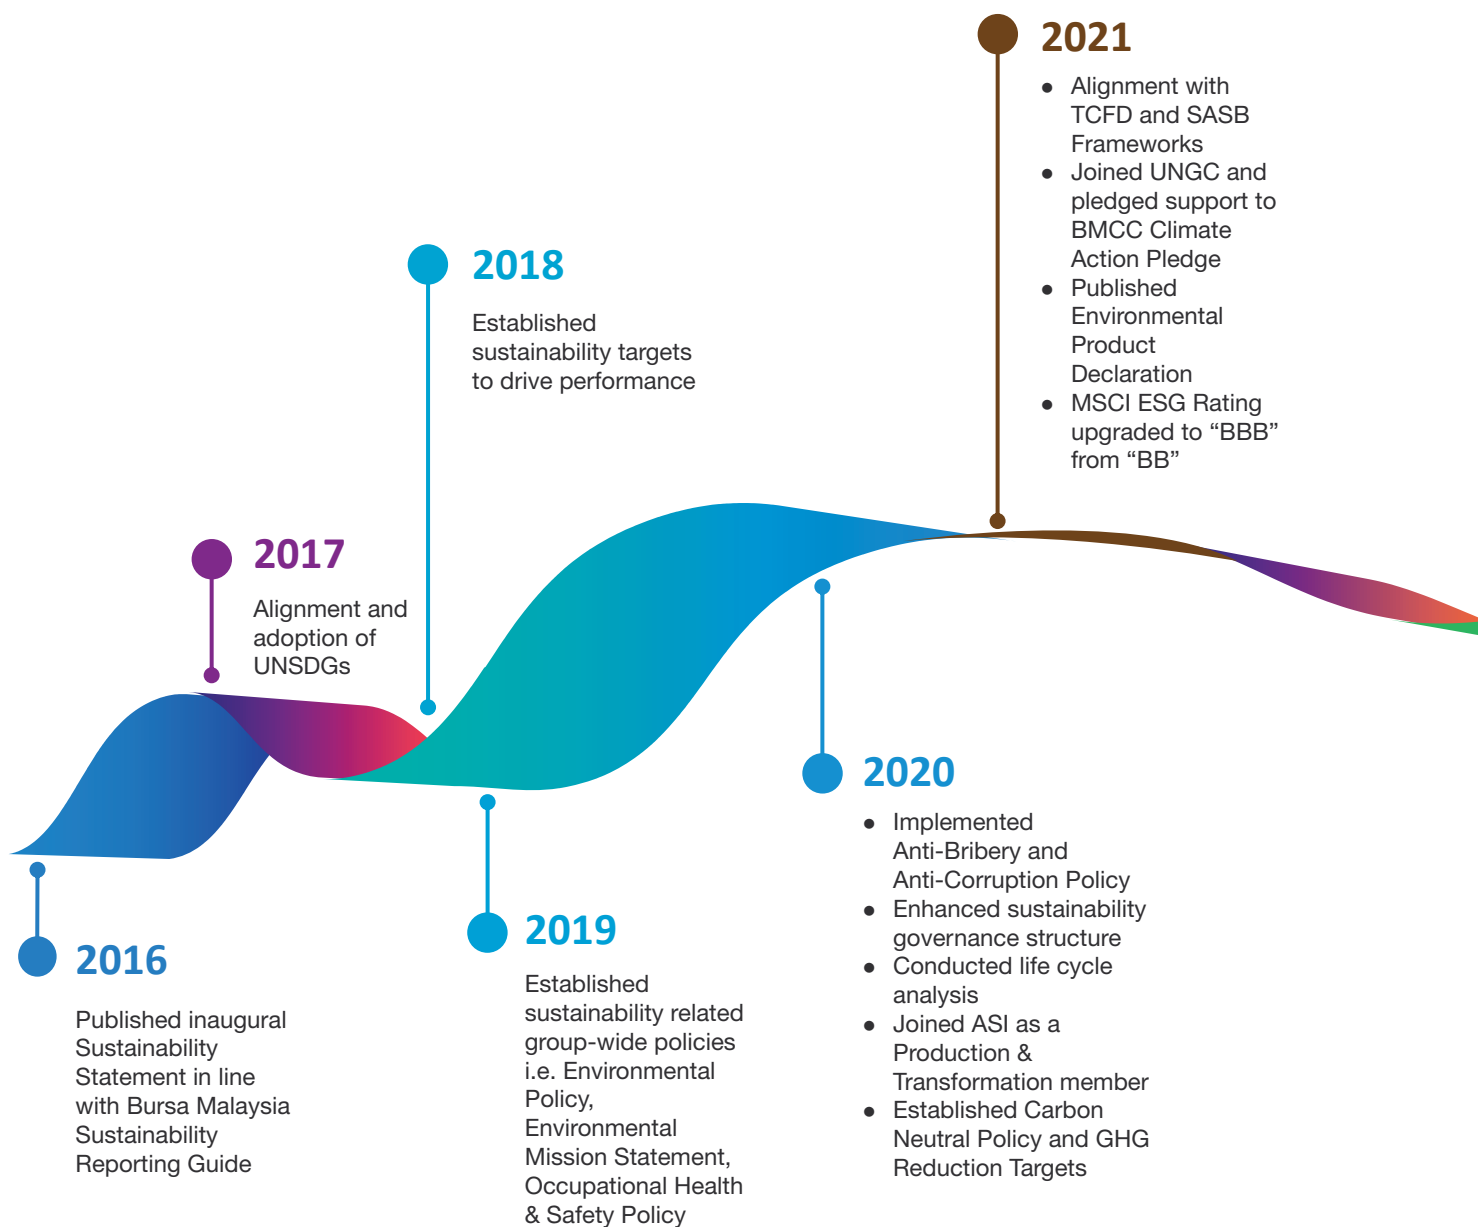 2016
Published inaugural
Sustainability
Statement in line
with Bursa Malaysia
Sustainability
Reporting Guide
2017
Alignment and
adoption of
UNSDGs
2018
Established
sustainability targets
to drive performance
2019
Established
sustainability related
group-wide policies
i.e. Environmental
Policy,
Environmental
Mission Statement,
Occupational Health
& Safety Policy
2020
● Implemented
Anti-Bribery and
Anti-Corruption Policy
● Enhanced sustainability
governance structure
● Conducted life cycle
analysis
● Joined ASI as a
Production &
Transformation member
● Established Carbon
Neutral Policy and GHG
Reduction Targets
2021
● Alignment with
TCFD and SASB
Frameworks
● Joined UNGC and
pledged support to
BMCC Climate
Action Pledge
● Published
Environmental
Product
Declaration
● MSCI ESG Rating
upgraded to “BBB”
from “BB”